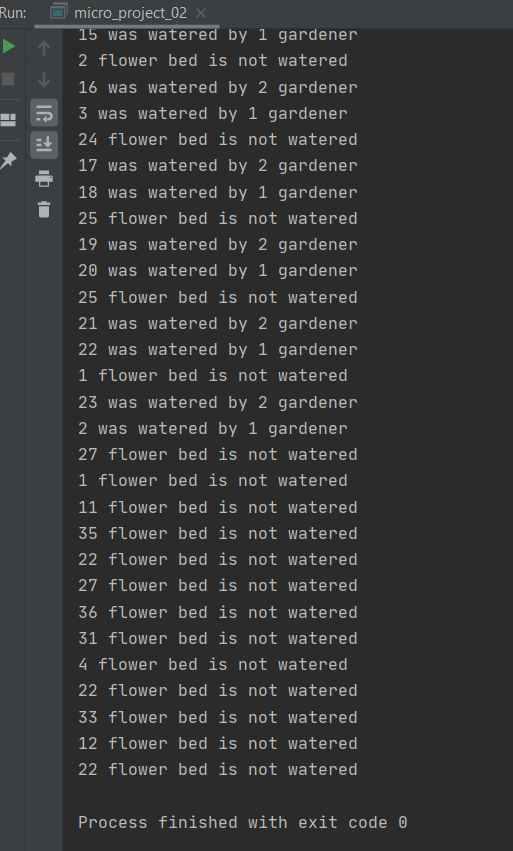 Run: micro_project_02
15 was watered by 1 gardener
2 flower bed is not watered
16 was watered by 2 gardener
3 was watered by 1 gardener
24 flower bed is not watered
17 was watered by 2 gardener
18 was watered by 1 gardener
25 flower bed is not watered
19 was watered by 2 gardener
20 was watered by 1 gardener
25 flower bed is not watered
21 was watered by 2 gardener
22 was watered by 1 gardener
1 flower bed is not watered
23 was watered by 2 gardener
2 was watered by 1 gardener
27 flower bed is not watered
1 flower bed is not watered
11 flower bed is not watered
35 flower bed is not watered
22 flower bed is not watered
27 flower bed is not watered
36 flower bed is not watered
31 flower bed is not watered
4 flower bed is not watered
22 flower bed is not watered
33 flower bed is not watered
12 flower bed is not watered
22 flower bed is not watered
Process finished with exit code 0